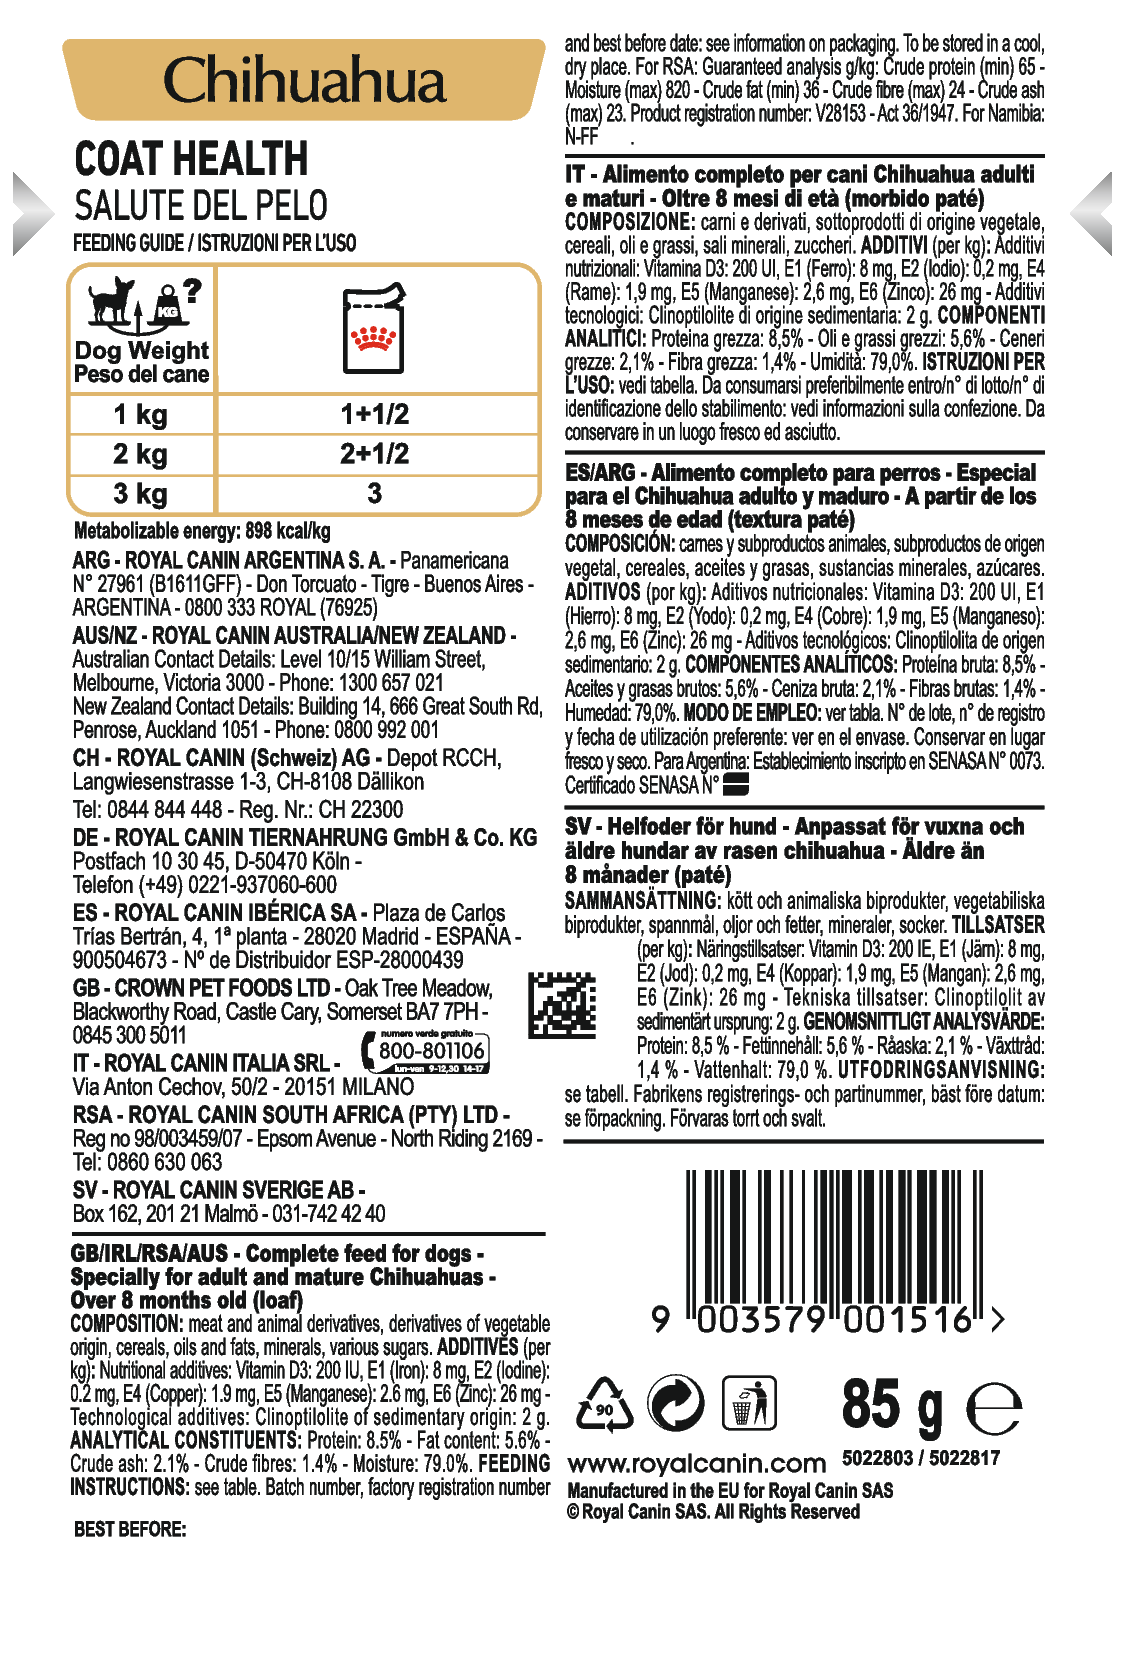 Chihuahua
COAT HEALTH
SALUTE DEL PELO
FEEDING GUIDE / ISTRUZIONI PER L'USO
?
KG
Dog Weight
Peso del cane
1 kg 1+1/2
2 kg 2+1/2
3 kg 3
Metabolizable energy: 898 kcal/kg
ARG - ROYAL CANIN ARGENTINA S. A. - Panamericana
N° 27961 (B1611GFF) - Don Torcuato - Tigre - Buenos Aires -
ARGENTINA - 0800 333 ROYAL (76925)
AUS/NZ - ROYAL CANIN AUSTRALIA/NEW ZEALAND -
Australian Contact Details: Level 10/15 William Street,
Melbourne, Victoria 3000 - Phone: 1300 657 021
New Zealand Contact Details: Building 14, 666 Great South Rd,
Penrose, Auckland 1051 - Phone: 0800 992 001
CH - ROYAL CANIN (Schweiz) AG - Depot RCCH,
Langwiesenstrasse 1-3, CH-8108 Dällikon
Tel: 0844 844 448 - Reg. Nr.: CH 22300
DE - ROYAL CANIN TIERNAHRUNG GmbH & Co. KG
Postfach 10 30 45, D-50470 Köln -
Telefon (+49) 0221-937060-600
ES - ROYAL CANIN IBÉRICA SA - Plaza de Carlos
Trías Bertrán, 4, 1ª planta - 28020 Madrid - ESPAÑA -
900504673 - Nº de Distribuidor ESP-28000439
GB - CROWN PET FOODS LTD - Oak Tree Meadow,
Blackworthy Road, Castle Cary, Somerset BA7 7PH -
0845 300 5011
numero verde gratuito
800-801106
lun-ven 9-12,30 14-17
IT - ROYAL CANIN ITALIA SRL -
Via Anton Cechov, 50/2 - 20151 MILANO
RSA - ROYAL CANIN SOUTH AFRICA (PTY) LTD -
Reg no 98/003459/07 - Epsom Avenue - North Riding 2169 -
Tel: 0860 630 063
SV - ROYAL CANIN SVERIGE AB -
Box 162, 201 21 Malmö - 031-742 42 40
GB/IRL/RSA/AUS - Complete feed for dogs -
Specially for adult and mature Chihuahuas -
Over 8 months old (loaf)
COMPOSITION: meat and animal derivatives, derivatives of vegetable
origin, cereals, oils and fats, minerals, various sugars. ADDITIVES (per
kg): Nutritional additives: Vitamin D3: 200 IU, E1 (Iron): 8 mg, E2 (Iodine):
0.2 mg, E4 (Copper): 1.9 mg, E5 (Manganese): 2.6 mg, E6 (Zinc): 26 mg -
Technological additives: Clinoptilolite of sedimentary origin: 2 g.
ANALYTICAL CONSTITUENTS: Protein: 8.5% - Fat content: 5.6% -
Crude ash: 2.1% - Crude fibres: 1.4% - Moisture: 79.0%. FEEDING
INSTRUCTIONS: see table. Batch number, factory registration number
BEST BEFORE:
and best before date: see information on packaging. To be stored in a cool,
dry place. For RSA: Guaranteed analysis g/kg: Crude protein (min) 65 -
Moisture (max) 820 - Crude fat (min) 36 - Crude fibre (max) 24 - Crude ash
(max) 23. Product registration number: V28153 - Act 36/1947. For Namibia:
N-FF .
IT - Alimento completo per cani Chihuahua adulti
e maturi - Oltre 8 mesi di età (morbido paté)
COMPOSIZIONE: carni e derivati, sottoprodotti di origine vegetale,
cereali, oli e grassi, sali minerali, zuccheri. ADDITIVI (per kg): Additivi
nutrizionali: Vitamina D3: 200 UI, E1 (Ferro): 8 mg, E2 (Iodio): 0,2 mg, E4
(Rame): 1,9 mg, E5 (Manganese): 2,6 mg, E6 (Zinco): 26 mg - Additivi
tecnologici: Clinoptilolite di origine sedimentaria: 2 g. COMPONENTI
ANALITICI: Proteina grezza: 8,5% - Oli e grassi grezzi: 5,6% - Ceneri
grezze: 2,1% - Fibra grezza: 1,4% - Umidità: 79,0%. ISTRUZIONI PER
L'USO: vedi tabella. Da consumarsi preferibilmente entro/n° di lotto/n° di
identificazione dello stabilimento: vedi informazioni sulla confezione. Da
conservare in un luogo fresco ed asciutto.
ES/ARG - Alimento completo para perros - Especial
para el Chihuahua adulto y maduro - A partir de los
8 meses de edad (textura paté)
COMPOSICIÓN: carnes y subproductos animales, subproductos de origen
vegetal, cereales, aceites y grasas, sustancias minerales, azúcares.
ADITIVOS (por kg): Aditivos nutricionales: Vitamina D3: 200 UI, E1
(Hierro): 8 mg, E2 (Yodo): 0,2 mg, E4 (Cobre): 1,9 mg, E5 (Manganeso):
2,6 mg, E6 (Zinc): 26 mg - Aditivos tecnológicos: Clinoptilolita de origen
sedimentario: 2 g. COMPONENTES ANALÍTICOS: Proteína bruta: 8,5% -
Aceites y grasas brutos: 5,6% - Ceniza bruta: 2,1% - Fibras brutas: 1,4% -
Humedad: 79,0%. MODO DE EMPLEO: ver tabla. N° de lote, n° de registro
y fecha de utilización preferente: ver en el envase. Conservar en lugar
fresco y seco. Para Argentina: Establecimiento inscripto en SENASA N° 0073.
Certificado SENASA N°
SV - Helfoder för hund - Anpassat för vuxna och
äldre hundar av rasen chihuahua - Äldre än
8 månader (paté)
SAMMANSÄTTNING: kött och animaliska biprodukter, vegetabiliska
biprodukter, spannmål, oljor och fetter, mineraler, socker. TILLSATSER
(per kg): Näringstillsatser: Vitamin D3: 200 IE, E1 (Järn): 8 mg,
E2 (Jod): 0,2 mg, E4 (Koppar): 1,9 mg, E5 (Mangan): 2,6 mg,
E6 (Zink): 26 mg - Tekniska tillsatser: Clinoptilolit av
sedimentärt ursprung: 2 g. GENOMSNITTLIGT ANALYSVÄRDE:
Protein: 8,5 % - Fettinnehåll: 5,6 % - Råaska: 2,1 % - Växttråd:
1,4 % - Vattenhalt: 79,0 %. UTFODRINGSANVISNING:
se tabell. Fabrikens registrerings- och partinummer, bäst före datum:
se förpackning. Förvaras torrt och svalt.
9 003579 001516 >
90
85 g e
www.royalcanin.com 5022803 / 5022817
Manufactured in the EU for Royal Canin SAS
© Royal Canin SAS. All Rights Reserved